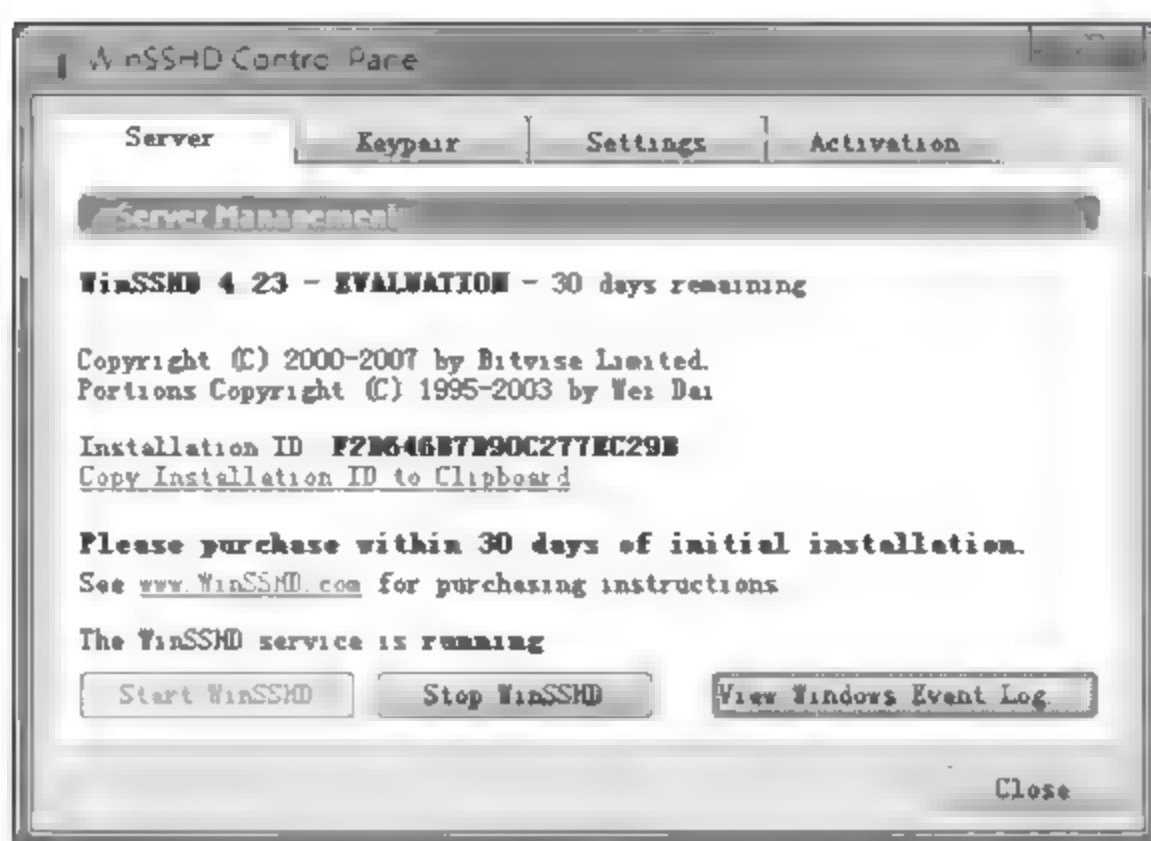 WinSSHD Control Panel
Server Keypair Settings Activation
Server Management
WinSSHD 4.23 - EVALUATION - 30 days remaining
Copyright (C) 2000-2007 by Bitvise Limited.
Portions Copyright (C) 1995-2003 by Wei Dai
Installation ID
Copy Installation ID to Clipboard
Please purchase within 30 days of initial installation.
See www.WinSSHD.com for purchasing instructions
The WinSSHD service is running
Start WinSSHD Stop WinSSHD View Windows Event Log
Close